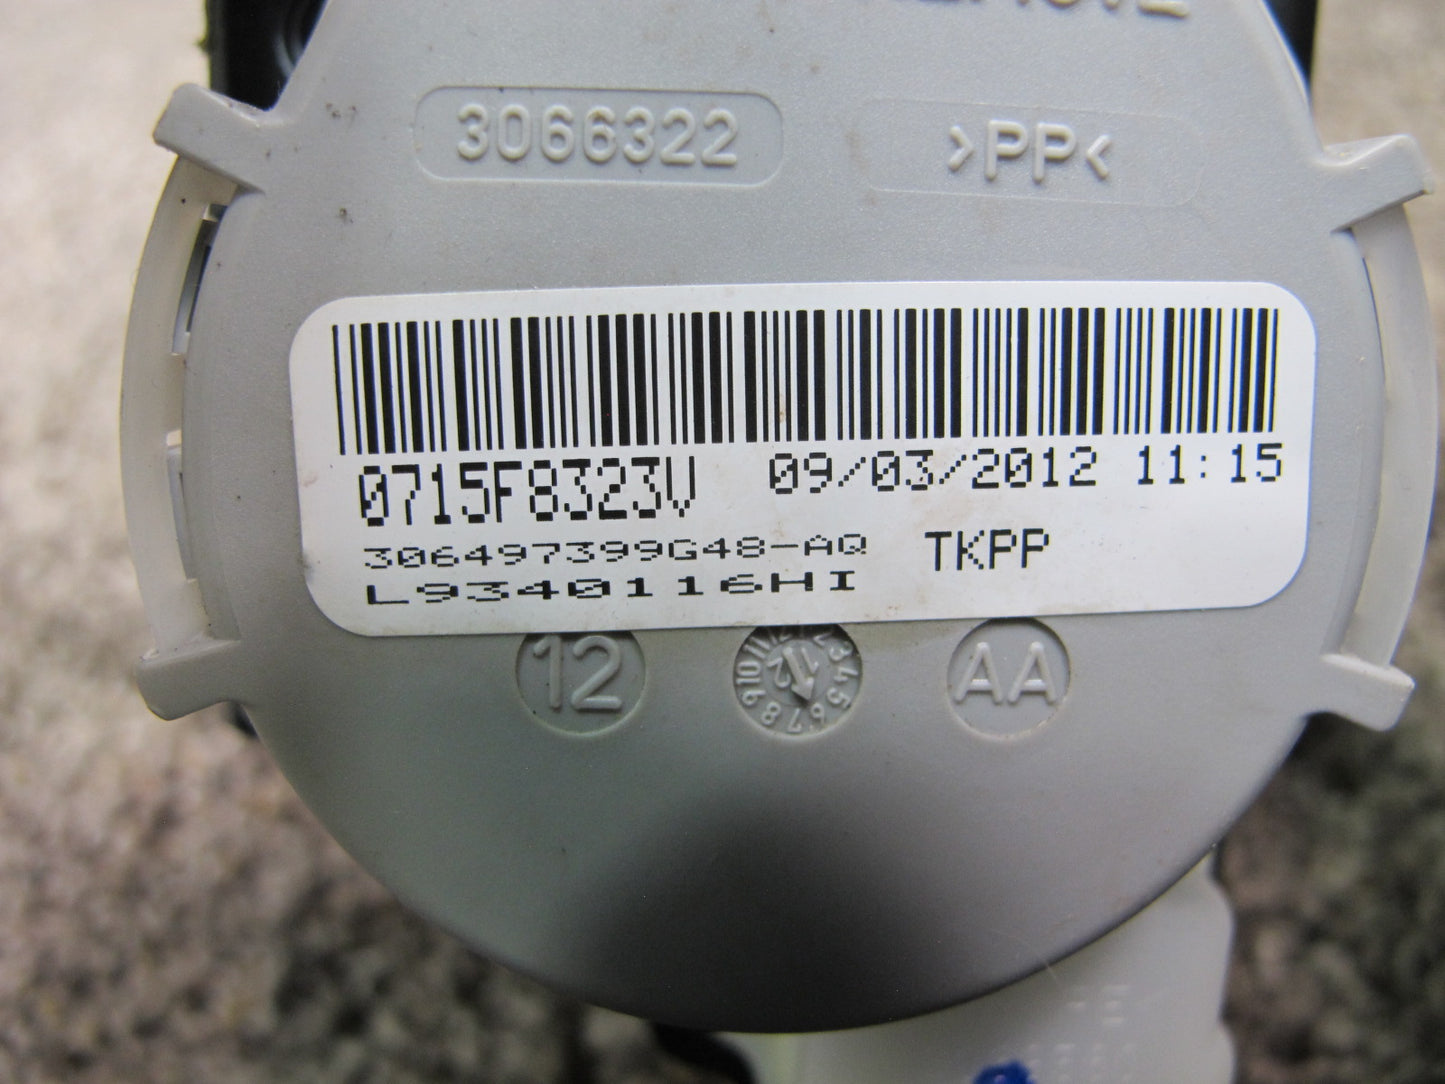 3066322 >PP<
0715F8323V 09/03/2012 11:15
306497399G48-AQ TKPP
L9340116HI
12 AA